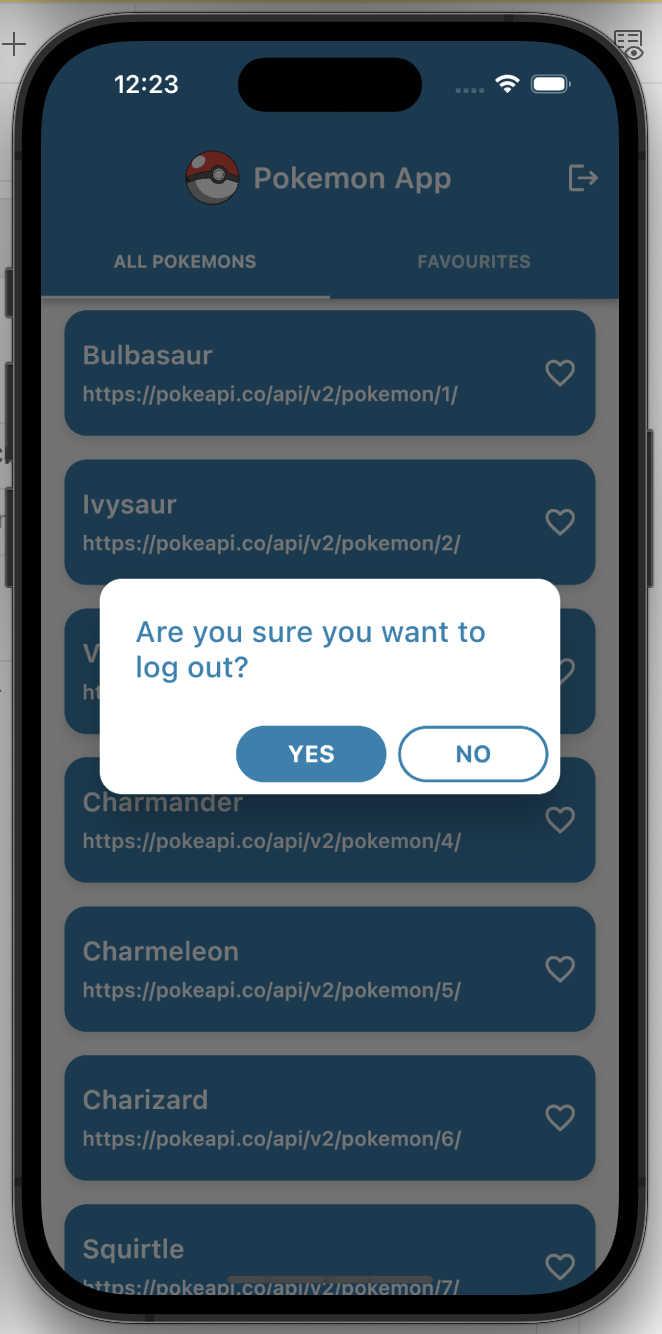 12:23
Pokemon App
ALL POKEMONS
FAVOURITES
Bulbasaur
https://pokeapi.co/api/v2/pokemon/1/
Ivysaur
https://pokeapi.co/api/v2/pokemon/2/
Are you sure you want to
log out?
YES
NO
Charmander
https://pokeapi.co/api/v2/pokemon/4/
Charmeleon
https://pokeapi.co/api/v2/pokemon/5/
Charizard
https://pokeapi.co/api/v2/pokemon/6/
Squirtle
https://pokeapi.co/api/v2/pokemon/7/